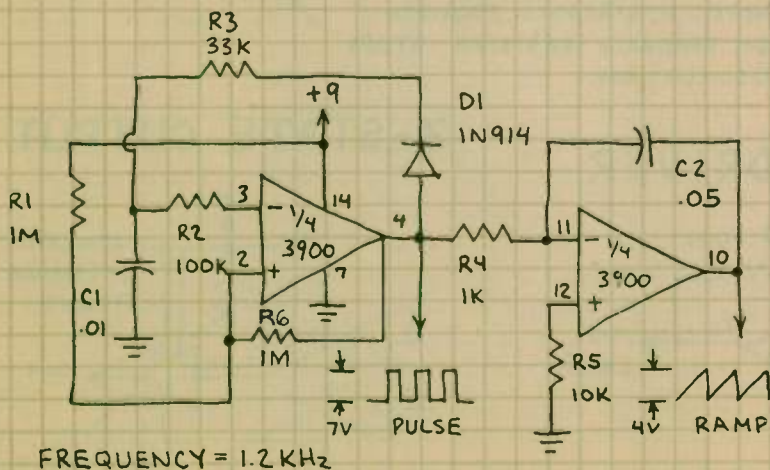 R3
33K
+9
D1
1N914
R1
1M
3
-
14
1/4
3900
4
R2
100K
2
+
7
C1
.01
R6
1M
R4
1K
C2
.05
11
-
1/4
3900
10
12
+
R5
10K
7V
PULSE
4V
RAMP
FREQUENCY = 1.2 KHz